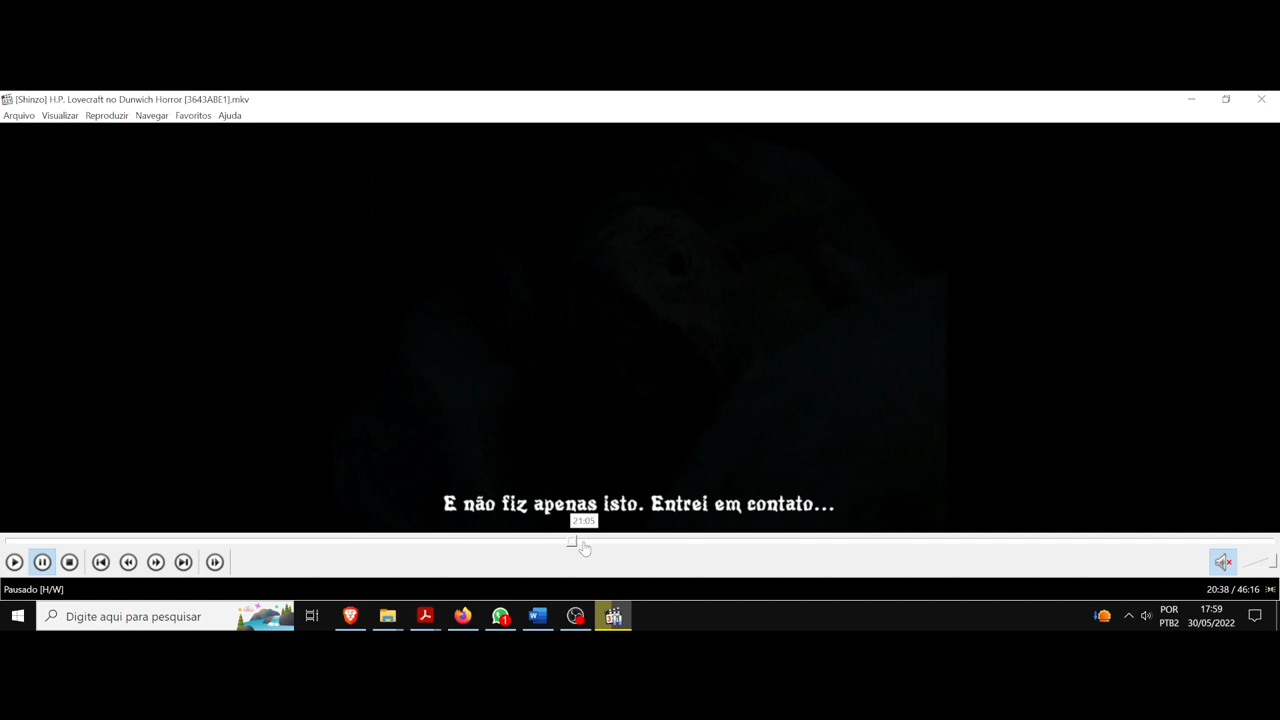 [Shinzo] H.P. Lovecraft no Dunwich Horror [3643ABE1].mkv
Arquivo Visualizar Reproduzir Navegar Favoritos Ajuda
E não fiz apenas isto. Entrei em contato...
21:05
Pausado [H/W]
20:38 / 46:16
Digite aqui para pesquisar
1
W
POR
PTB2
17:59
30/05/2022